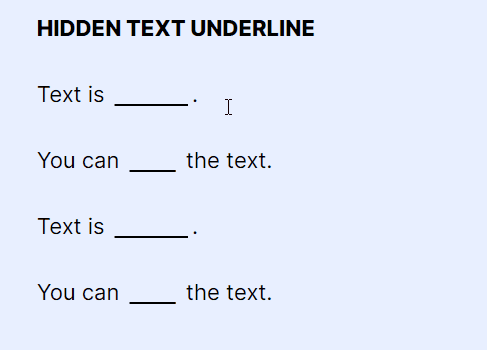 HIDDEN TEXT UNDERLINE
Text is ______.
You can ____ the text.
Text is ______.
You can ____ the text.